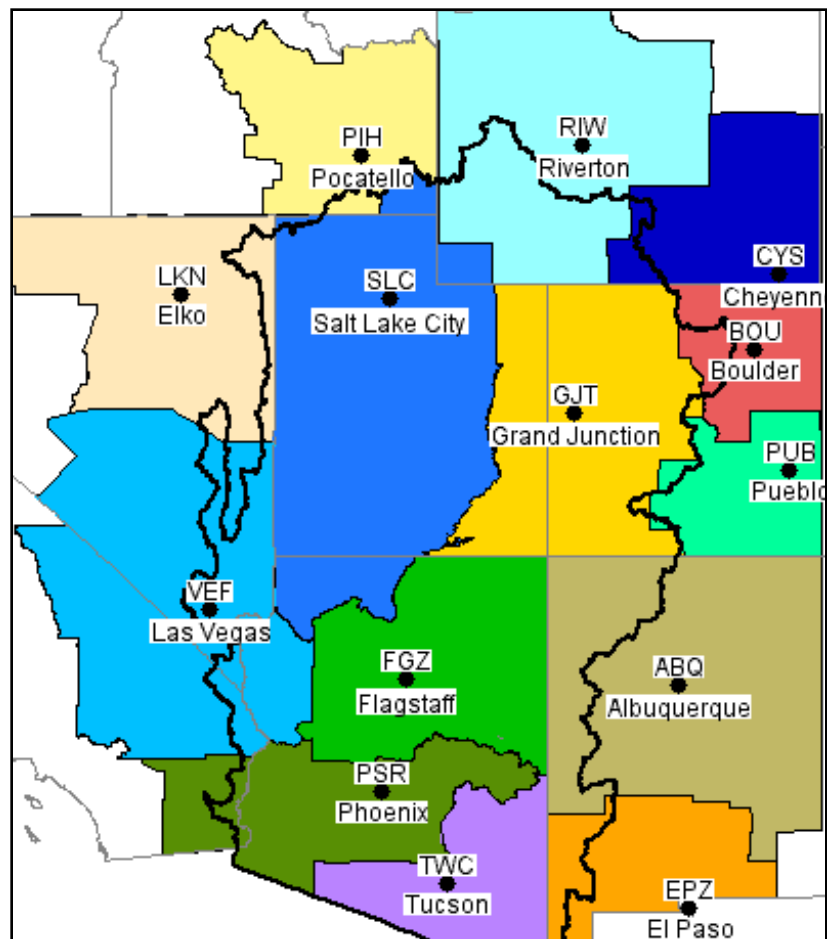 PIH
Pocatello
RIW
Riverton
CYS
Cheyenn
LKN
Elko
SLC
Salt Lake City
BOU
Boulder
GJT
Grand Junction
PUB
Pueblo
VEF
Las Vegas
FGZ
Flagstaff
ABQ
Albuquerque
PSR
Phoenix
TWC
Tucson
EPZ
El Paso